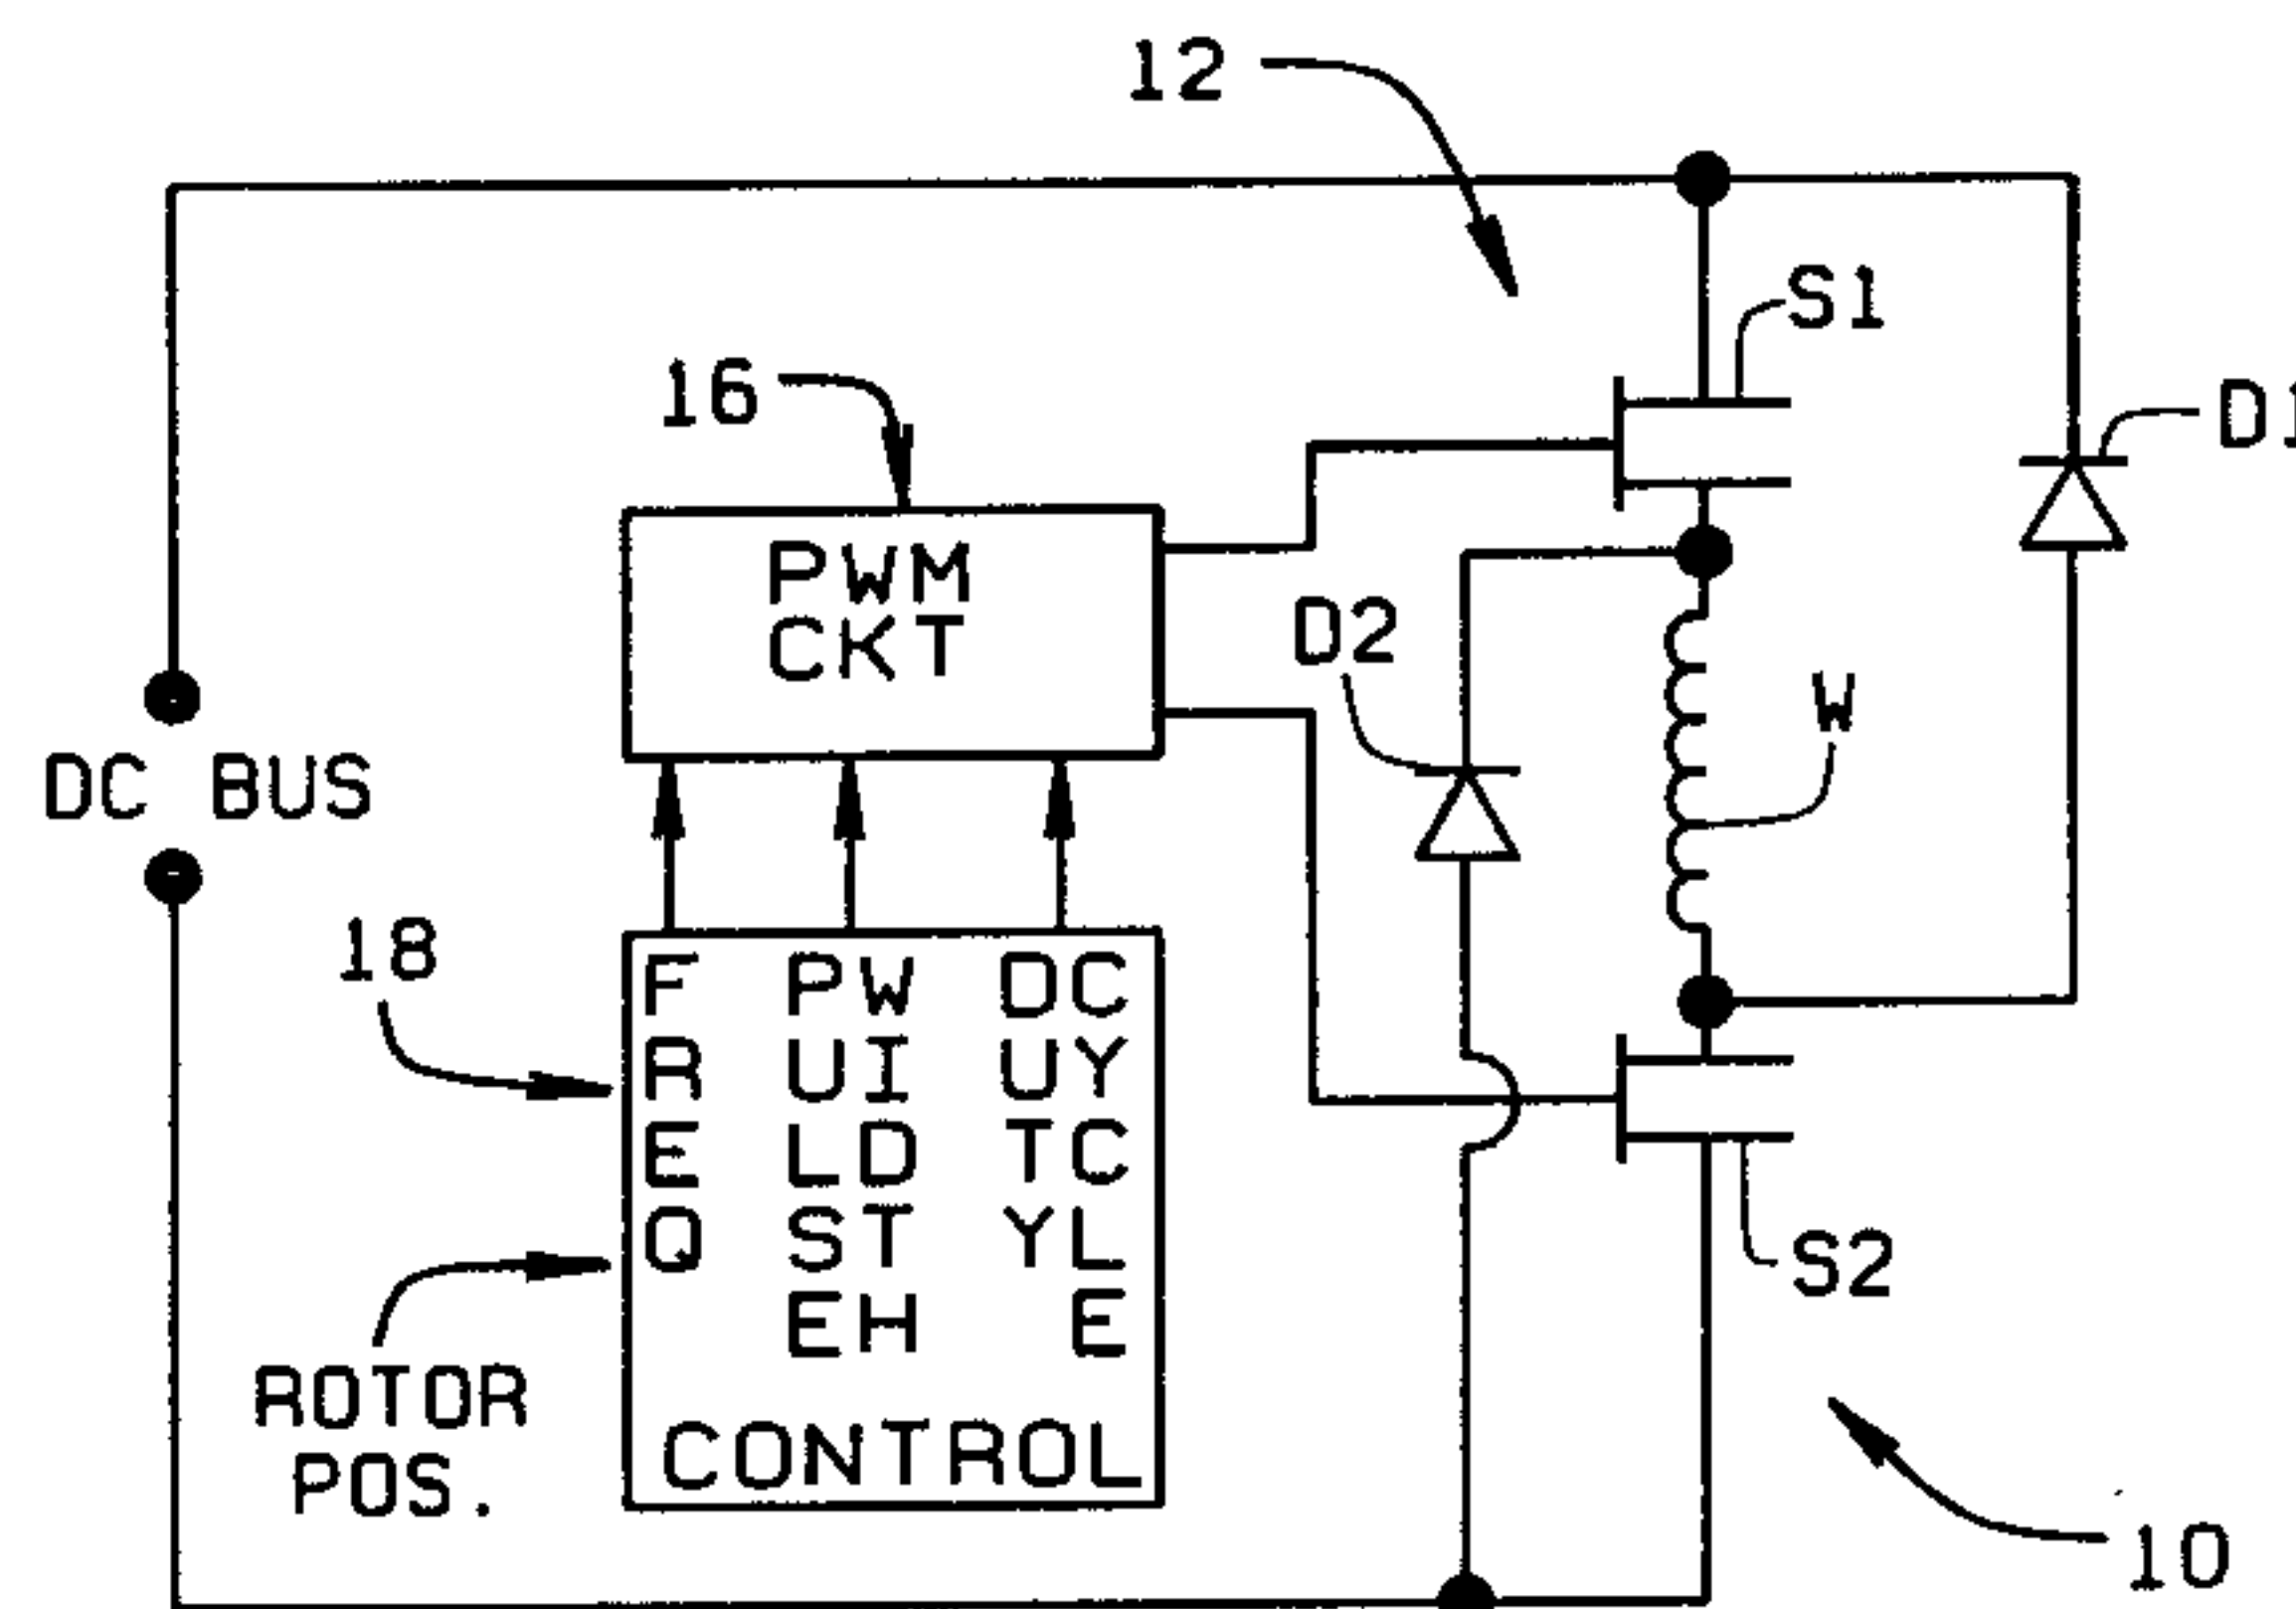 12
S1
16
D1
PWM
CKT
D2
W
DC BUS
18
F PW DC
R UI UY
E LD TC
Q ST YL
EH E
S2
ROTOR
POS.
CONTROL
10